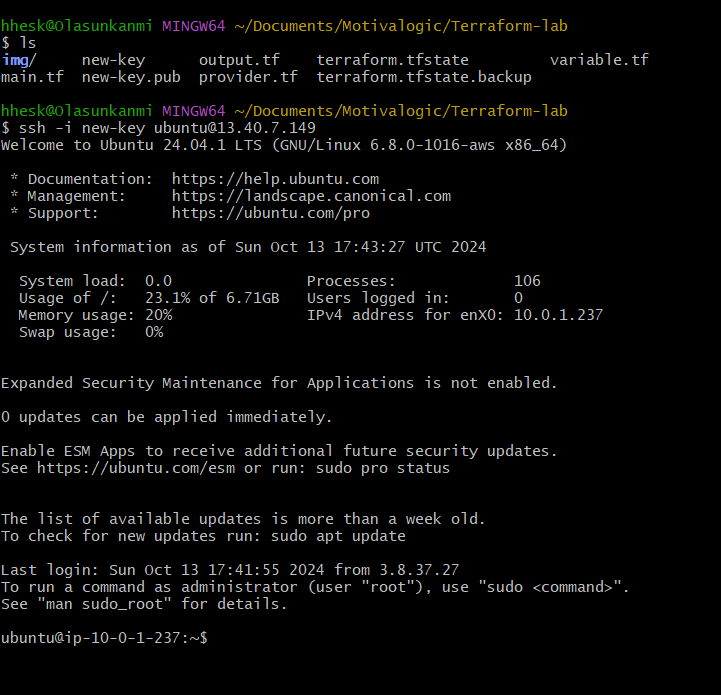 hhesk@Olasunkanmi MINGW64 ~/Documents/Motivalogic/Terraform-lab
$ ls
img/     new-key      output.tf    terraform.tfstate         variable.tf
main.tf  new-key.pub  provider.tf  terraform.tfstate.backup
hhesk@Olasunkanmi MINGW64 ~/Documents/Motivalogic/Terraform-lab
$ ssh -i new-key ubuntu@13.40.7.149
Welcome to Ubuntu 24.04.1 LTS (GNU/Linux 6.8.0-1016-aws x86_64)
* Documentation:  https://help.ubuntu.com
* Management:     https://landscape.canonical.com
* Support:        https://ubuntu.com/pro
System information as of Sun Oct 13 17:43:27 UTC 2024
System load:  0.0               Processes:             106
Usage of /:   23.1% of 6.71GB   Users logged in:       0
Memory usage: 20%               IPv4 address for enX0: 10.0.1.237
Swap usage:   0%
Expanded Security Maintenance for Applications is not enabled.
0 updates can be applied immediately.
Enable ESM Apps to receive additional future security updates.
See https://ubuntu.com/esm or run: sudo pro status
The list of available updates is more than a week old.
To check for new updates run: sudo apt update
Last login: Sun Oct 13 17:41:55 2024 from 3.8.37.27
To run a command as administrator (user "root"), use "sudo <command>".
See "man sudo_root" for details.
ubuntu@ip-10-0-1-237:~$